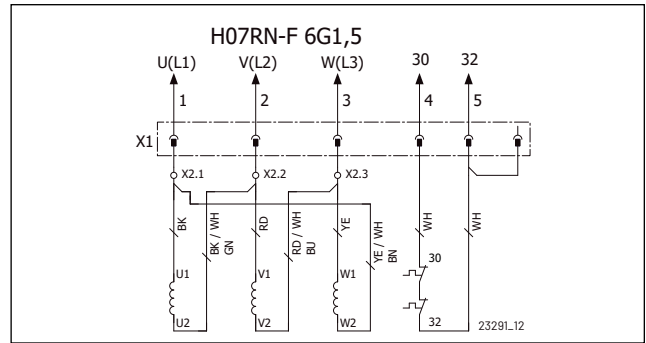 H07RN-F 6G1,5
U(L1) V(L2) W(L3) 30 32
1 2 3 4 5
X1
X2.1 X2.2 X2.3
BK
BK / WH
GN
RD
RD / WH
BU
YE
YE / WH
BN
WH
WH
30
U1 V1 W1
U2 V2 W2 32
23291_12